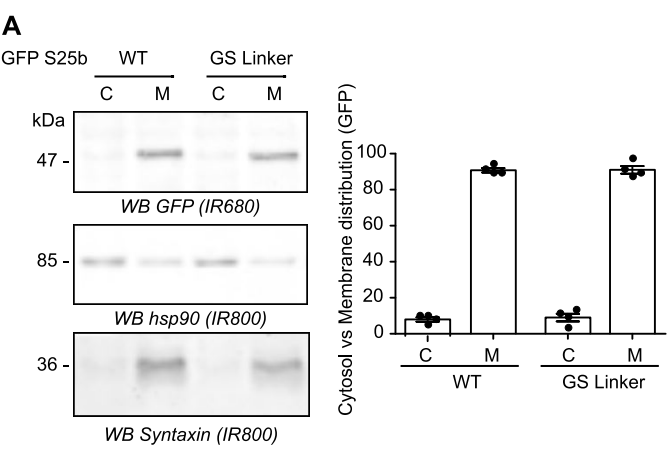 A
GFP S25b WT GS Linker
C M C M
kDa
47 -
WB GFP (IR680)
85 -
WB hsp90 (IR800)
36 -
WB Syntaxin (IR800)
Cytosol vs Membrane distribution (GFP)
100
80
60
40
20
0
C M C M
WT GS Linker